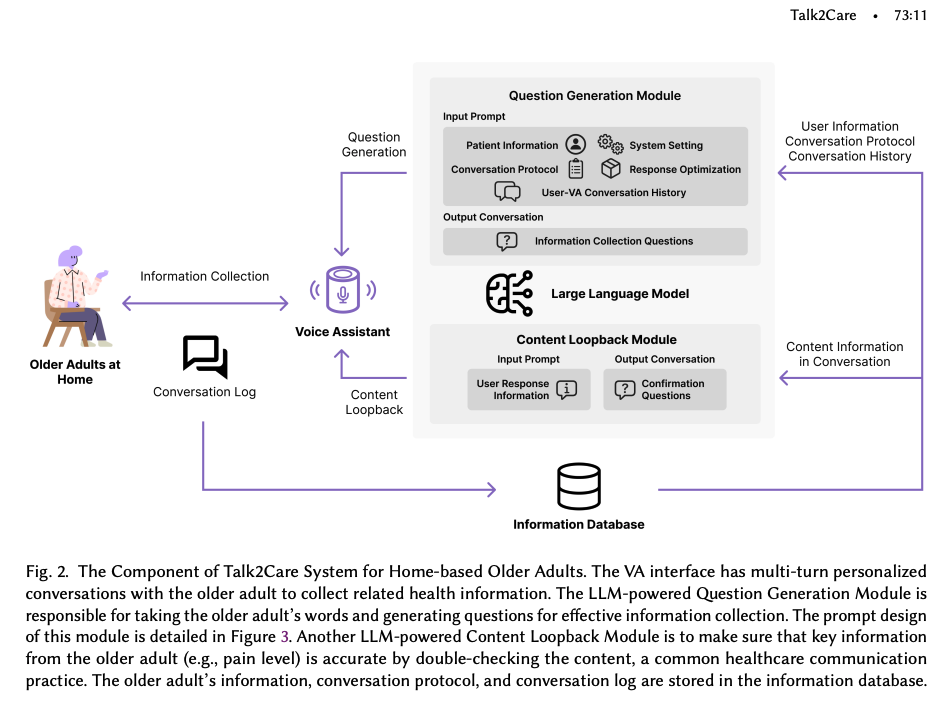 Talk2Care • 73:11
Question Generation Module
Input Prompt
Patient Information
System Setting
Conversation Protocol
Response Optimization
User-VA Conversation History
Output Conversation
Information Collection Questions
Question
Generation
User Information
Conversation Protocol
Conversation History
Information Collection
Large Language Model
Voice Assistant
Older Adults at
Home
Conversation Log
Content Loopback Module
Input Prompt
Output Conversation
User Response
Information
Confirmation
Questions
Content
Loopback
Content Information
in Conversation
Information Database
Fig. 2. The Component of Talk2Care System for Home-based Older Adults. The VA interface has multi-turn personalized
conversations with the older adult to collect related health information. The LLM-powered Question Generation Module is
responsible for taking the older adult's words and generating questions for effective information collection. The prompt design
of this module is detailed in Figure 3. Another LLM-powered Content Loopback Module is to make sure that key information
from the older adult (e.g., pain level) is accurate by double-checking the content, a common healthcare communication
practice. The older adult's information, conversation protocol, and conversation log are stored in the information database.